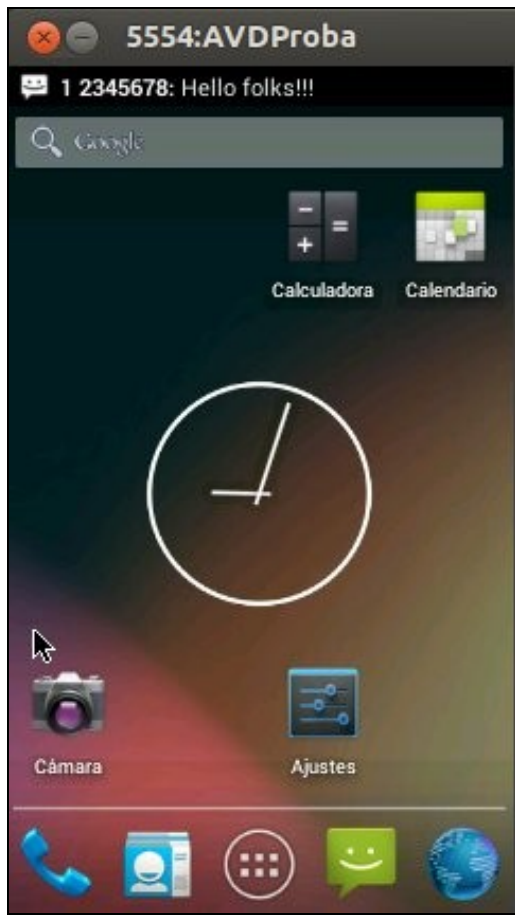 5554:AVDProba
1 2345678: Hello folks!!!
Google
Calculadora Calendario
Cámara Ajustes